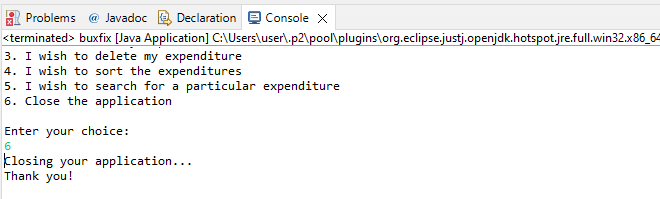 Problems @ Javadoc Declaration Console
<terminated> buxfix [Java Application] C:\Users\user\.p2\pool\plugins\org.eclipse.justj.openjdk.hotspot.jre.full.win32.x86_64
3. I wish to delete my expenditure
4. I wish to sort the expenditures
5. I wish to search for a particular expenditure
6. Close the application
Enter your choice:
6
Closing your application...
Thank you!